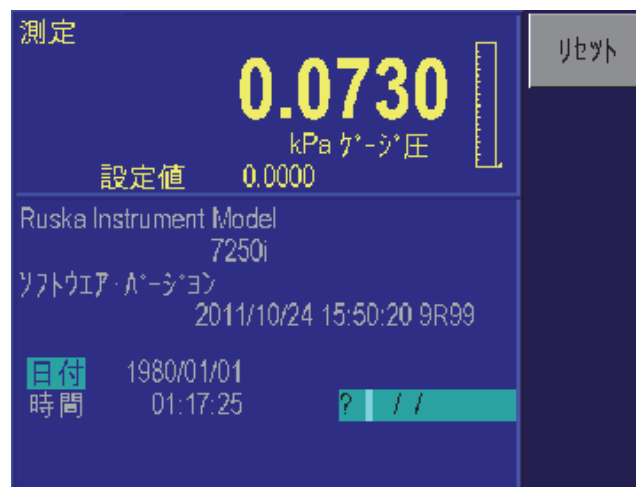 測定
リセット
0.0730
kPa ゲージ圧
設定値 0.0000
Ruska Instrument Model
7250i
ソフトウエア・バージョン
2011/10/24 15:50:20 9R99
日付 1980/01/01
時間 01:17:25 ? / /